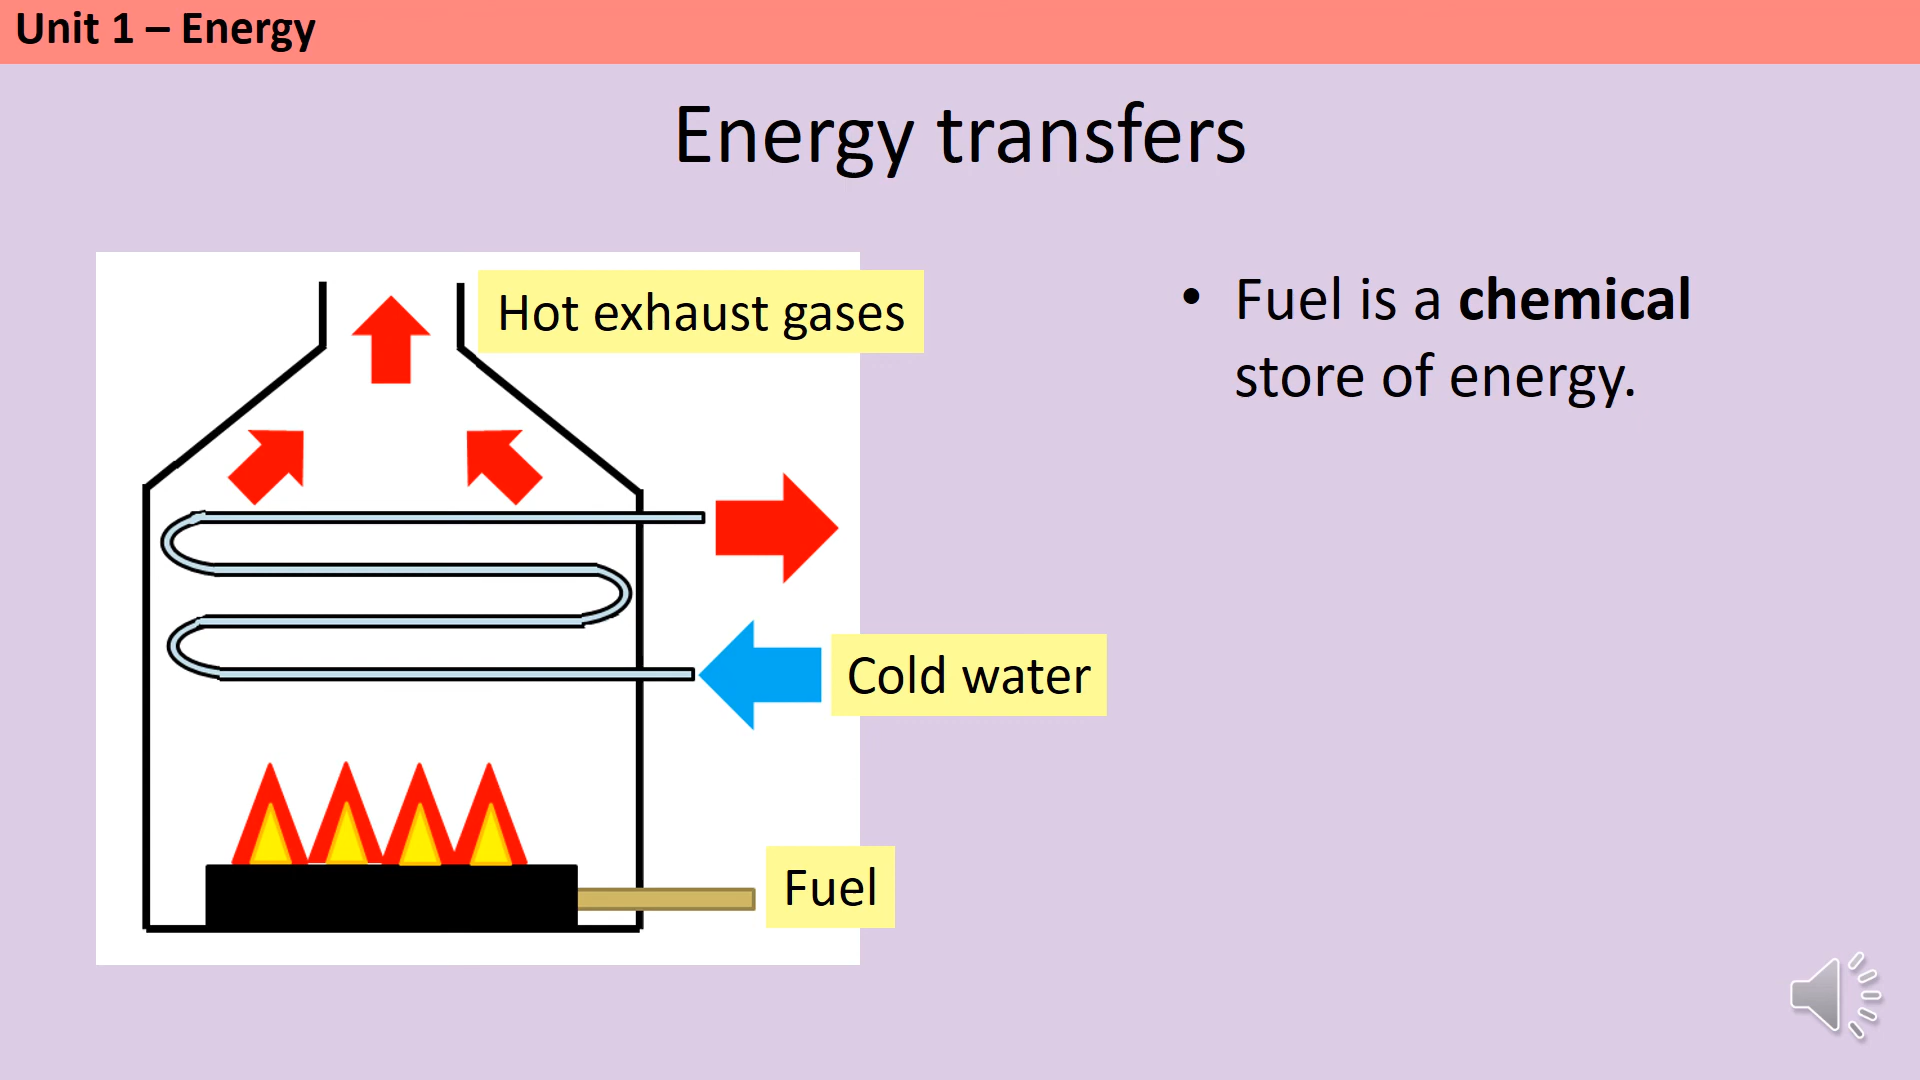 Unit 1 – Energy
Energy transfers
Hot exhaust gases
Cold water
Fuel
• Fuel is a chemical
store of energy.